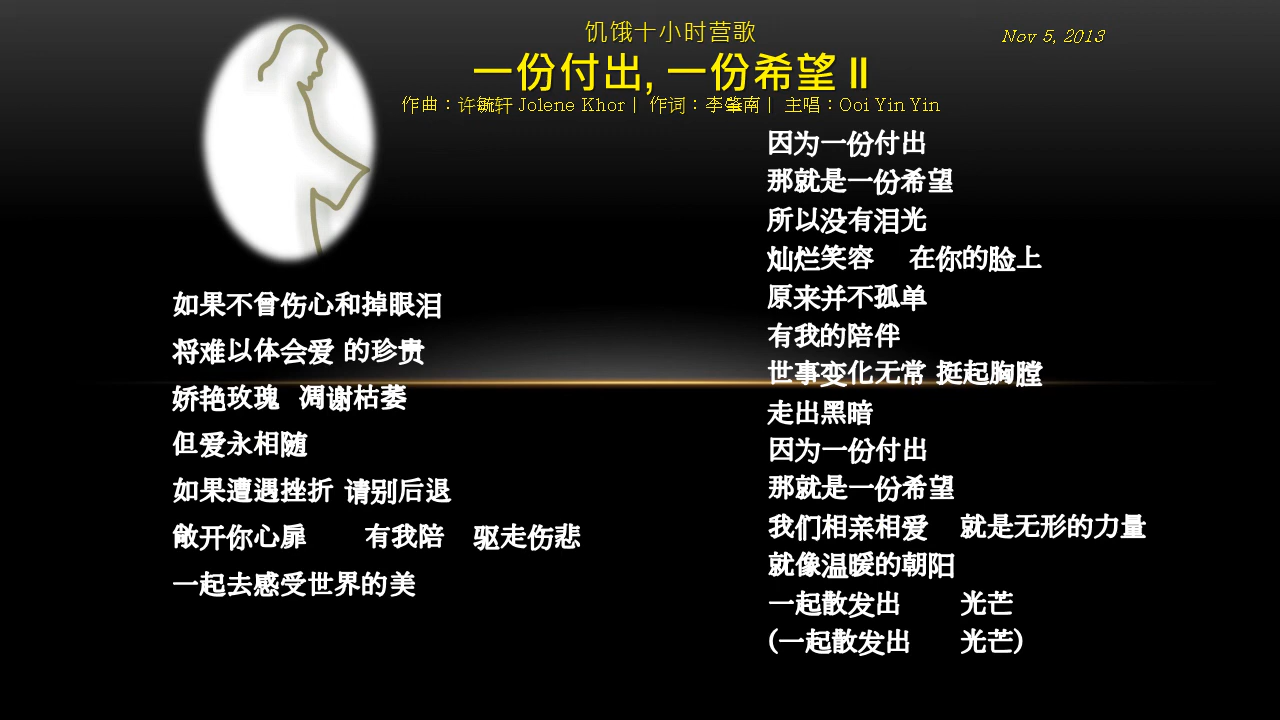 饥饿十小时营歌
Nov 5, 2013
一份付出, 一份希望 II
作曲：许毓轩 Jolene Khor | 作词：李肇南 | 主唱：Ooi Yin Yin
如果不曾伤心和掉眼泪
将难以体会爱 的珍贵
娇艳玫瑰 凋谢枯萎
但爱永相随
如果遭遇挫折 请别后退
敞开你心扉 有我陪 驱走伤悲
一起去感受世界的美
因为一份付出
那就是一份希望
所以没有泪光
灿烂笑容 在你的脸上
原来并不孤单
有我的陪伴
世事变化无常 挺起胸膛
走出黑暗
因为一份付出
那就是一份希望
我们相亲相爱 就是无形的力量
就像温暖的朝阳
一起散发出 光芒
(一起散发出 光芒)